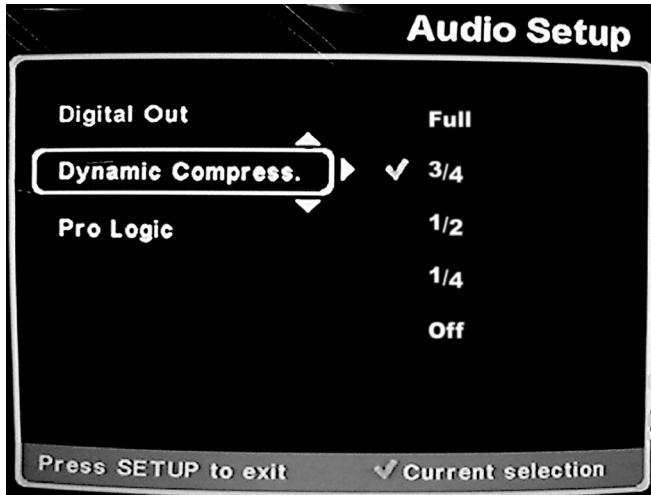 Audio Setup
Digital Out
Dynamic Compress.
Pro Logic
Full
3/4
1/2
1/4
Off
Press SETUP to exit
Current selection